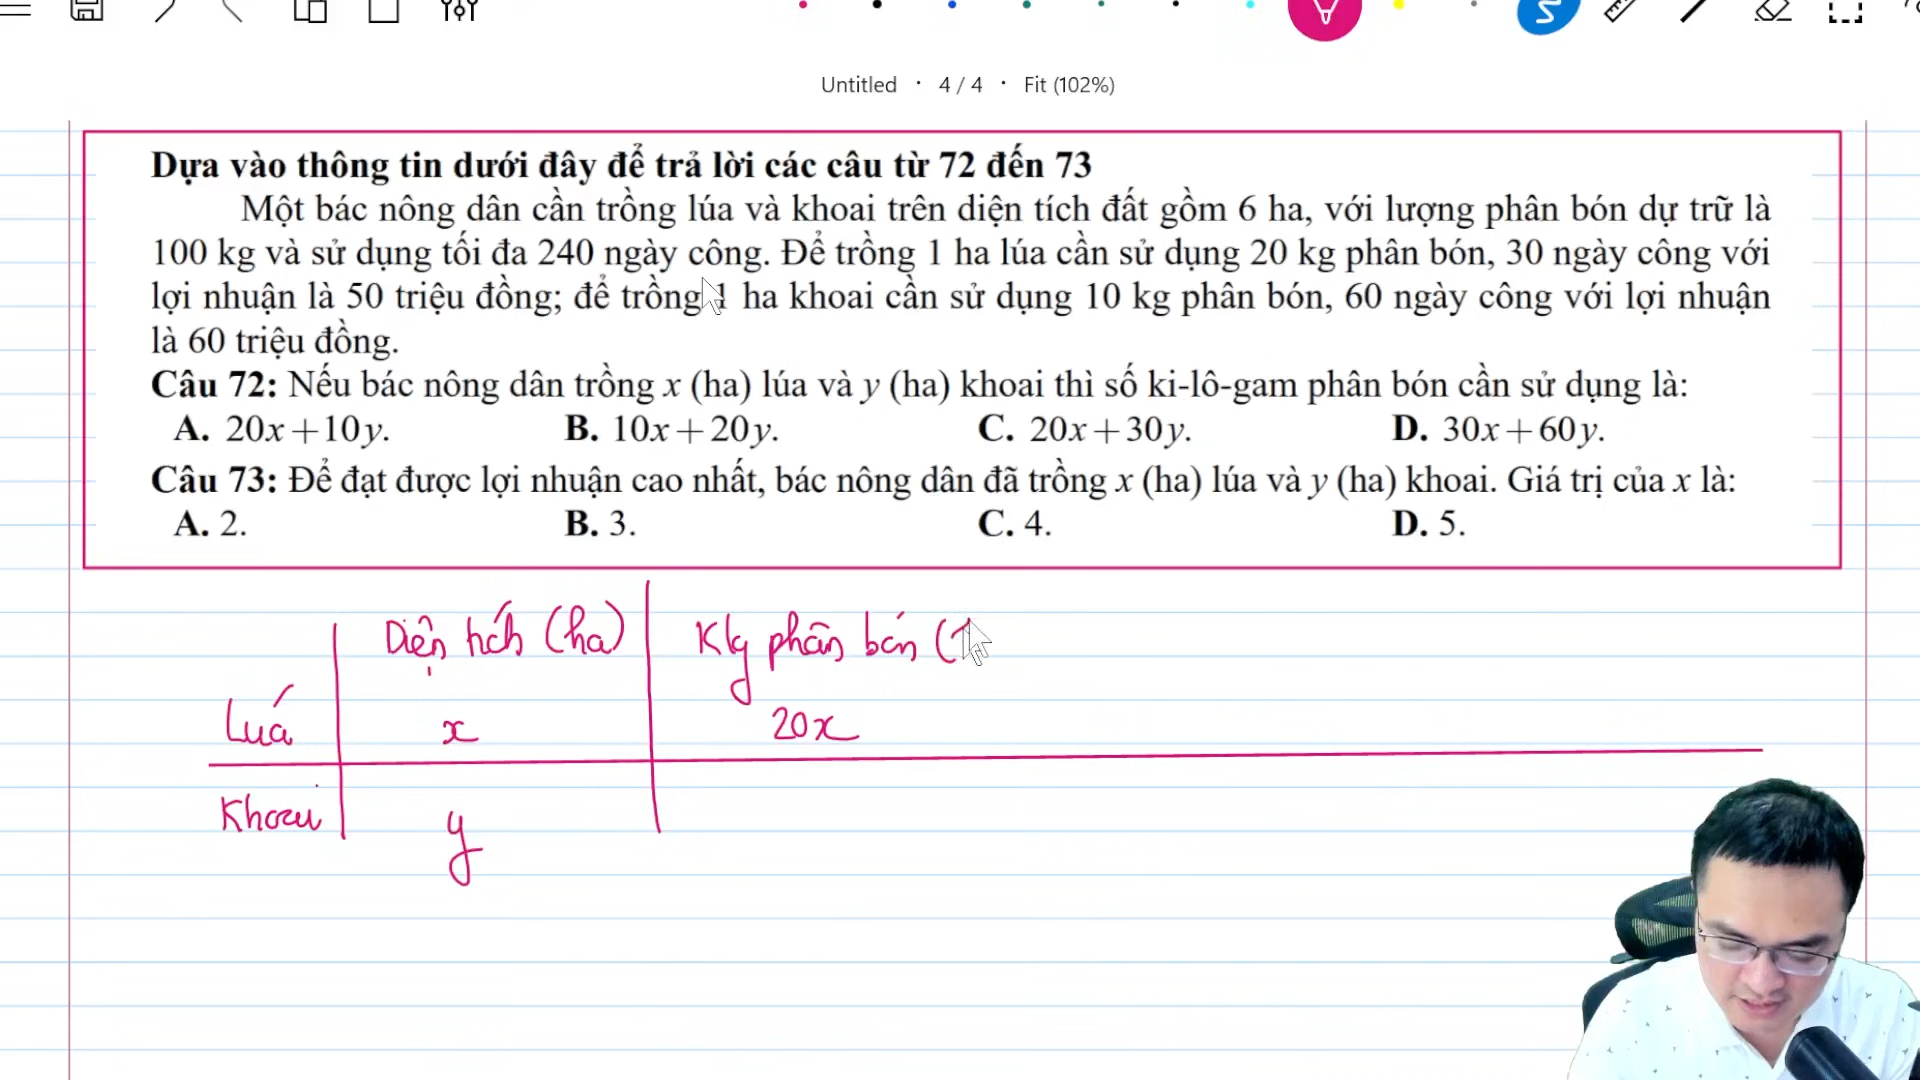 Untitled · 4 / 4 · Fit (102%)
Dựa vào thông tin dưới đây để trả lời các câu từ 72 đến 73
Một bác nông dân cần trồng lúa và khoai trên diện tích đất gồm 6 ha, với lượng phân bón dự trữ là
100 kg và sử dụng tối đa 240 ngày công. Để trồng 1 ha lúa cần sử dụng 20 kg phân bón, 30 ngày công với
lợi nhuận là 50 triệu đồng; để trồng 1 ha khoai cần sử dụng 10 kg phân bón, 60 ngày công với lợi nhuận
là 60 triệu đồng.
Câu 72: Nếu bác nông dân trồng x (ha) lúa và y (ha) khoai thì số ki-lô-gam phân bón cần sử dụng là:
A. 20x+10y. B. 10x+20y. C. 20x+30y. D. 30x+60y.
Câu 73: Để đạt được lợi nhuận cao nhất, bác nông dân đã trồng x (ha) lúa và y (ha) khoai. Giá trị của x là:
A. 2. B. 3. C. 4. D. 5.
Diện tích (ha) Kg phân bón (1
Luá x 20x
Khoai y